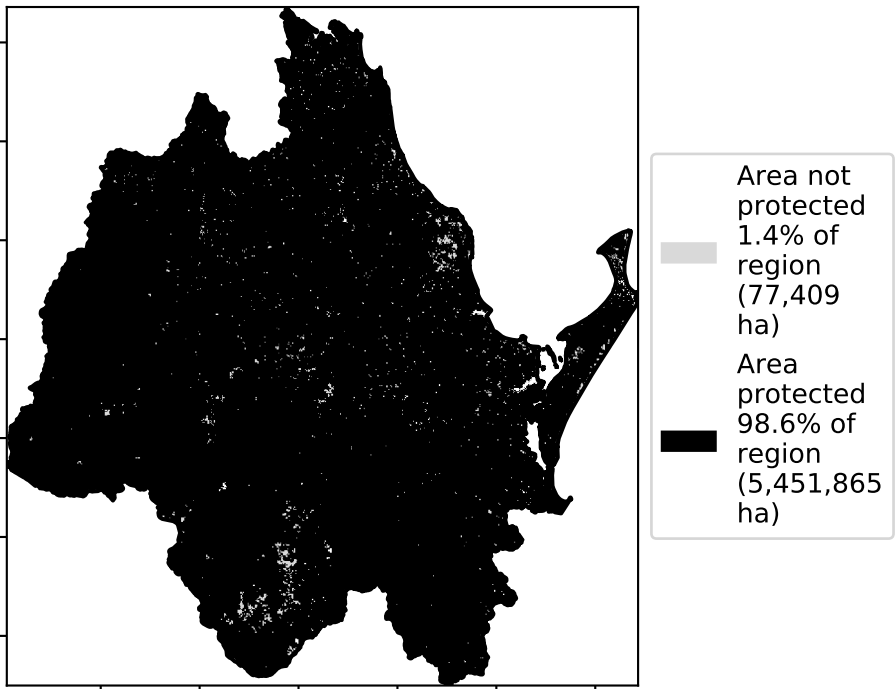 Area not
protected
1.4% of
region
(77,409
ha)
Area
protected
98.6% of
region
(5,451,865
ha)